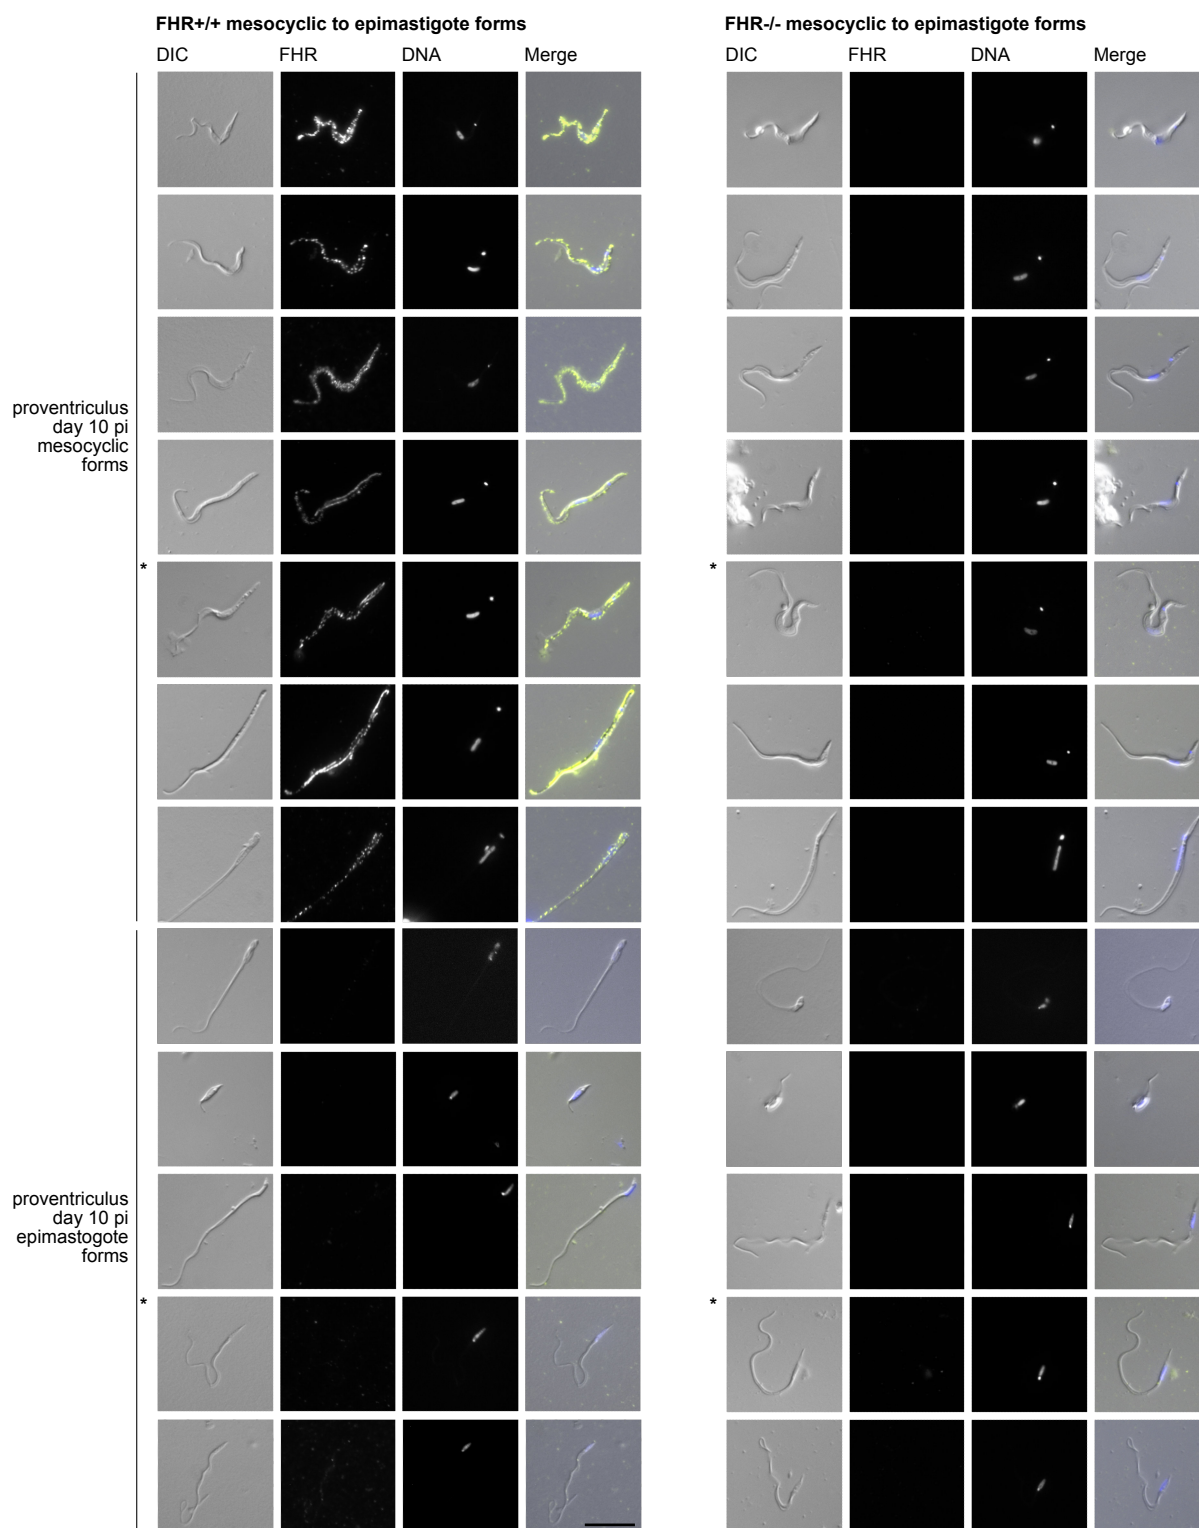 FHR+/+ mesocyclic to epimastigote forms
FHR-/- mesocyclic to epimastigote forms
DIC FHR DNA Merge
DIC FHR DNA Merge
proventriculus
day 10 pi
mesocyclic
forms
* *
proventriculus
day 10 pi
epimastogote
forms
* *